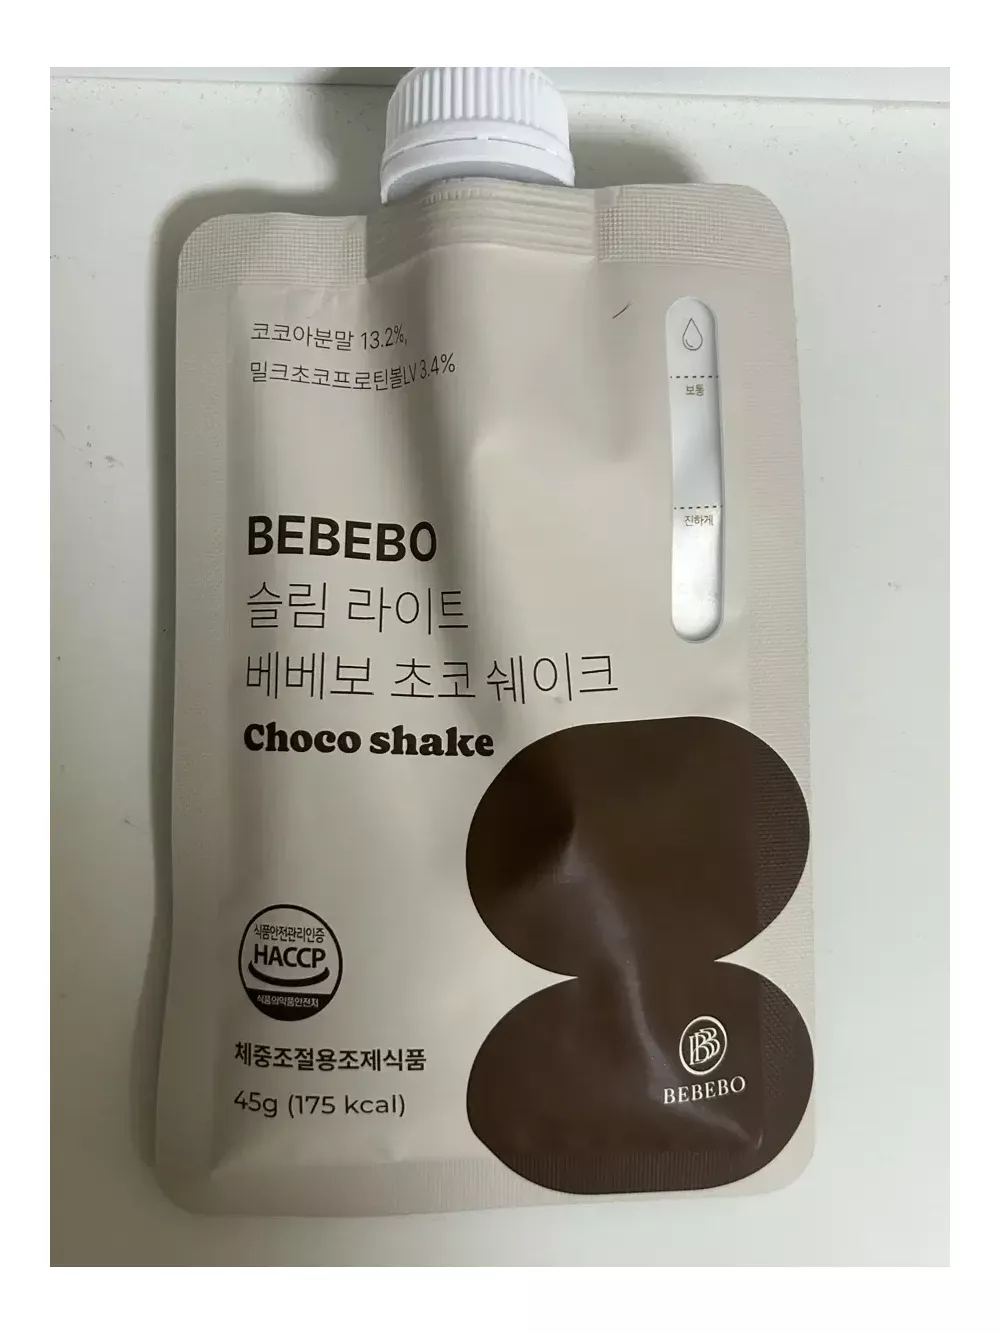 코코아분말 13.2%,
밀크초코프로틴볼LV 3.4%
보통
진하게
BEBEBO
슬림 라이트
베베보 초코 쉐이크
Choco shake
식품안전관리인증
HACCP
식품의약품안전처
체중조절용조제식품
45g (175 kcal)
BBB
BEBEBO